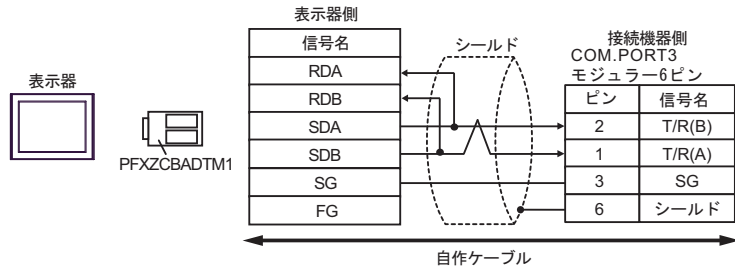 表示器
PFXZCBADTM1
表示器側
信号名
RDA
RDB
SDA
SDB
SG
FG
シールド
接続機器側
COM.PORT3
モジュラー6ピン
ピン 信号名
2 T/R(B)
1 T/R(A)
3 SG
6 シールド
自作ケーブル